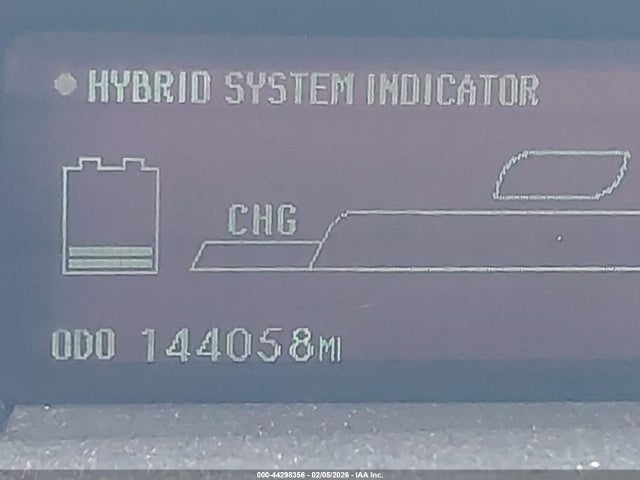 HYBRID SYSTEM INDICATOR
CHG
ODO 144058MI
000-44298356 - 02/05/2026 - IAA Inc.